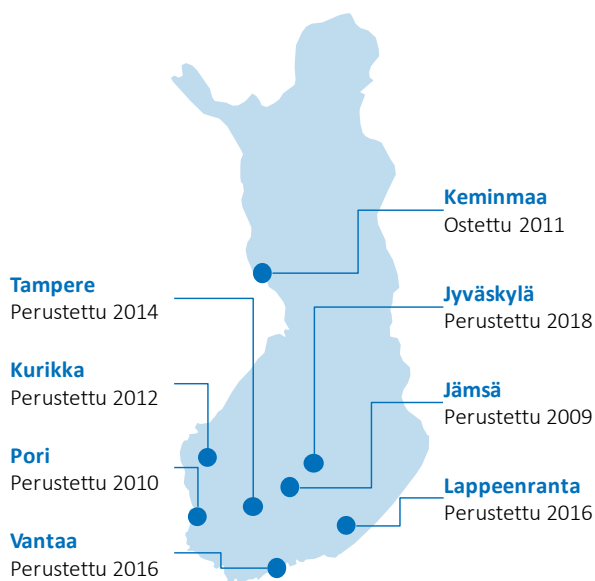 Keminmaa
Ostettu 2011
Tampere
Perustettu 2014
Jyväskylä
Perustettu 2018
Kurikka
Perustettu 2012
Jämsä
Perustettu 2009
Pori
Perustettu 2010
Lappeenranta
Perustettu 2016
Vantaa
Perustettu 2016